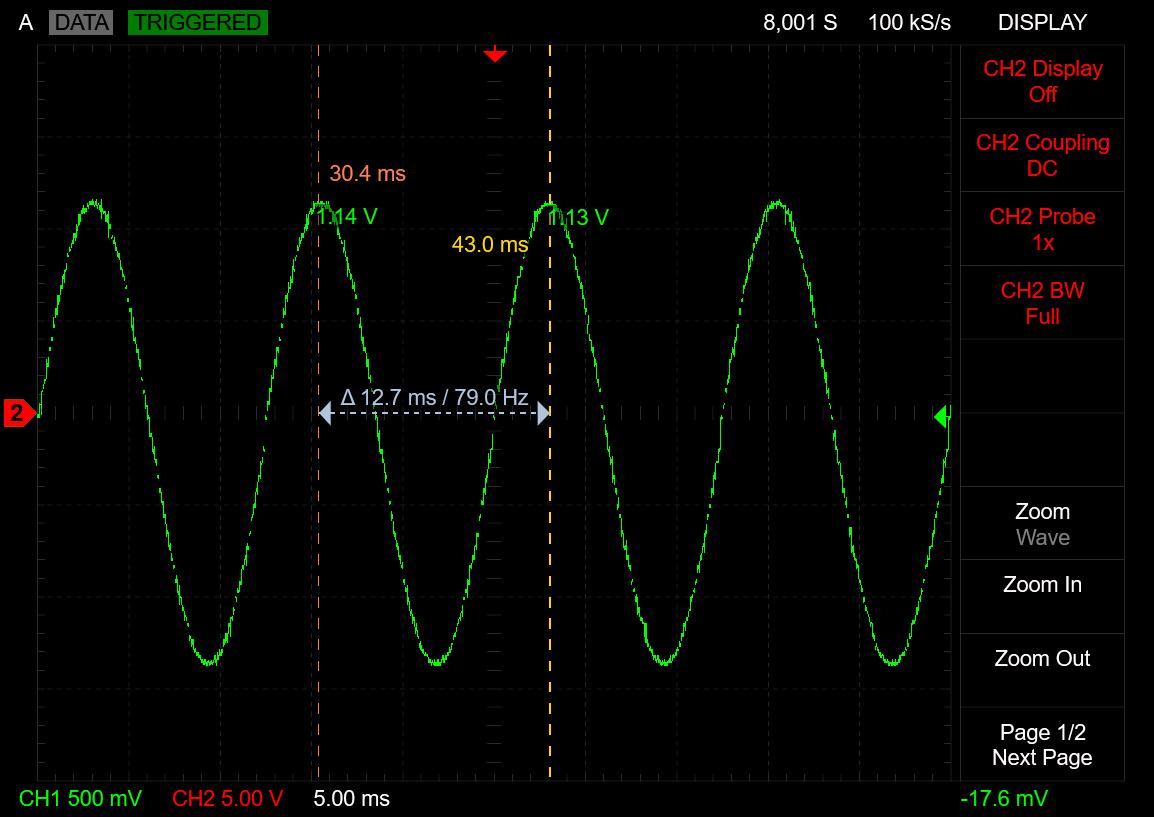 A DATA TRIGGERED 8,001 S 100 kS/s DISPLAY
CH2 Display
Off
CH2 Coupling
DC
30.4 ms
CH2 Probe
1x
1.14 V
1.13 V
43.0 ms
CH2 BW
Full
Δ 12.7 ms / 79.0 Hz
2
Zoom
Wave
Zoom In
Zoom Out
Page 1/2
Next Page
CH1 500 mV CH2 5.00 V 5.00 ms -17.6 mV